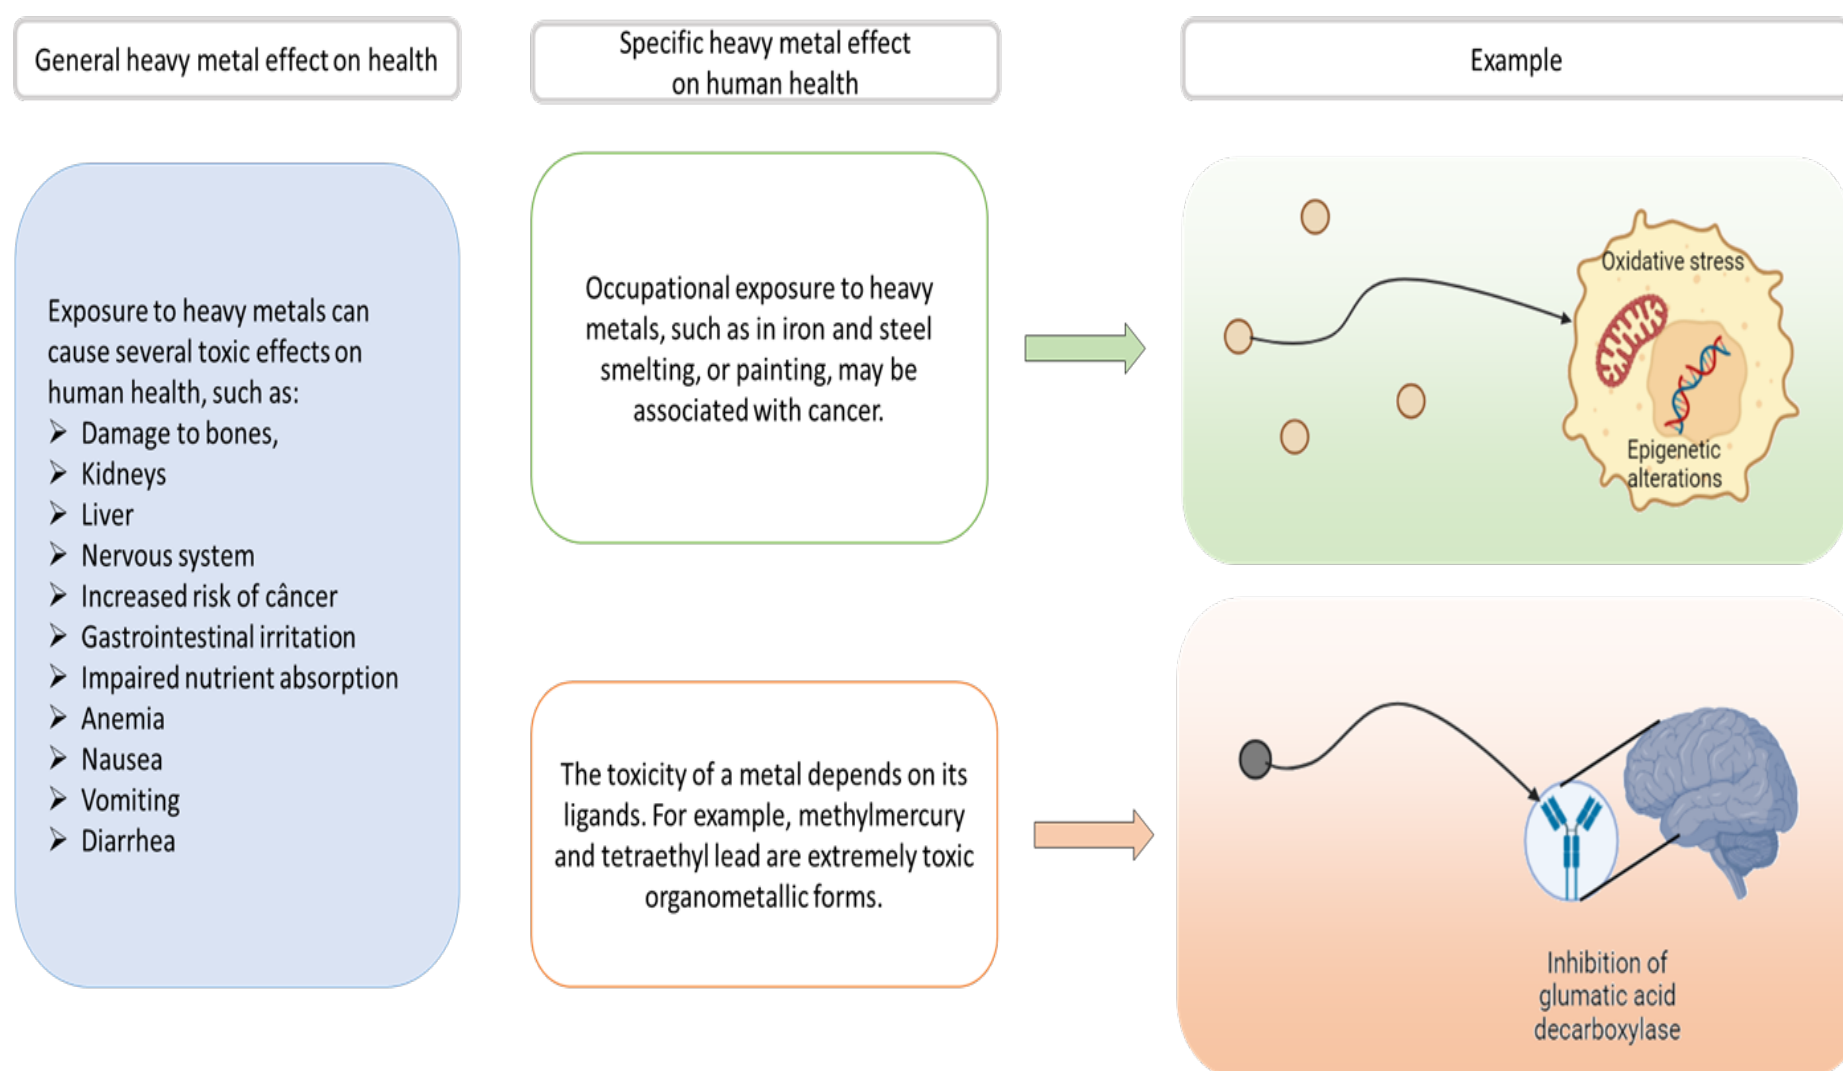 General heavy metal effect on health
Specific heavy metal effect
on human health
Example
Exposure to heavy metals can
cause several toxic effects on
human health, such as:
➢ Damage to bones,
➢ Kidneys
➢ Liver
➢ Nervous system
➢ Increased risk of câncer
➢ Gastrointestinal irritation
➢ Impaired nutrient absorption
➢ Anemia
➢ Nausea
➢ Vomiting
➢ Diarrhea
Occupational exposure to heavy
metals, such as in iron and steel
smelting, or painting, may be
associated with cancer.
Oxidative stress
Epigenetic
alterations
The toxicity of a metal depends on its
ligands. For example, methylmercury
and tetraethyl lead are extremely toxic
organometallic forms.
Inhibition of
glumatic acid
decarboxylase